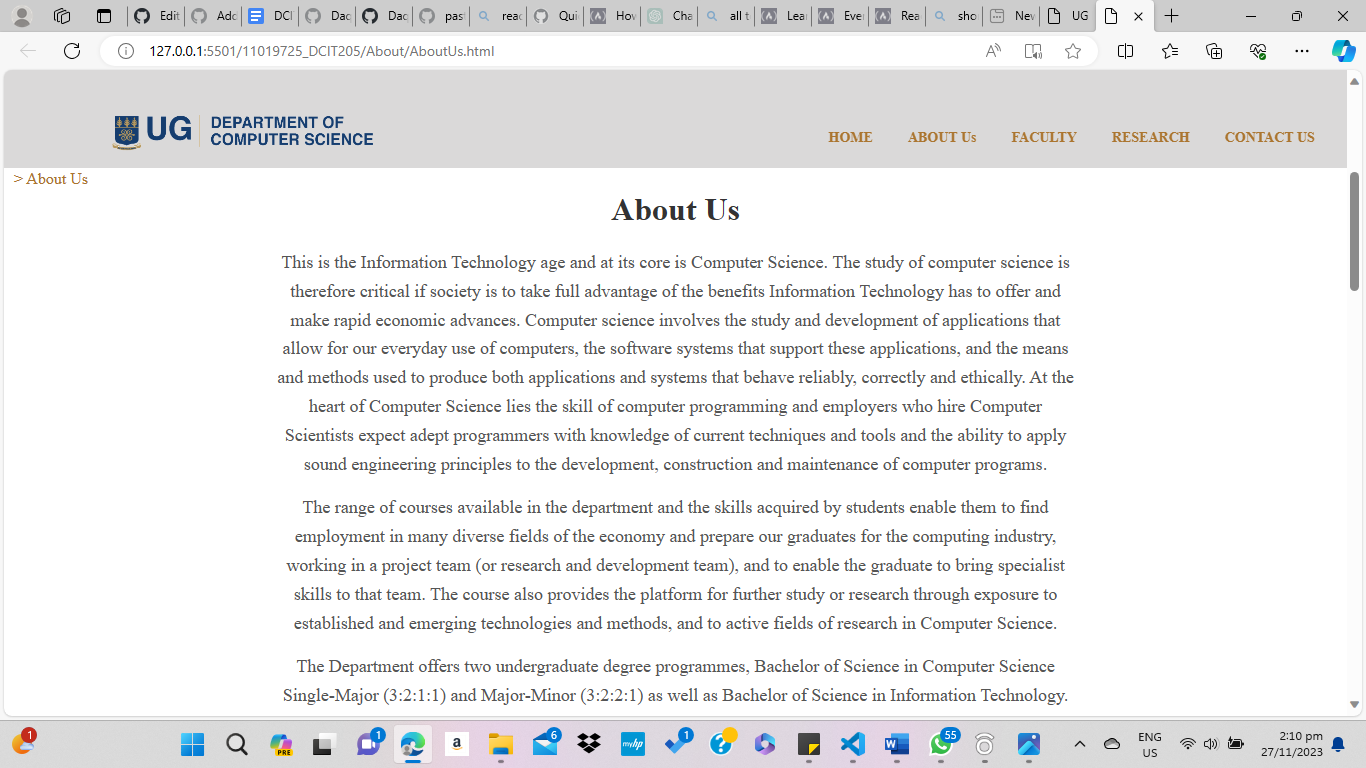 Edit
Add
DCI
Dac
Dac
past
reac
Qui
Hov
Cha
all t
Lear
Ever
Rea
sho
Nev
UG
127.0.0.1:5501/11019725_DCIT205/About/AboutUs.html
UG DEPARTMENT OF
COMPUTER SCIENCE
HOME ABOUT Us FACULTY RESEARCH CONTACT US
> About Us
About Us
This is the Information Technology age and at its core is Computer Science. The study of computer science is
therefore critical if society is to take full advantage of the benefits Information Technology has to offer and
make rapid economic advances. Computer science involves the study and development of applications that
allow for our everyday use of computers, the software systems that support these applications, and the means
and methods used to produce both applications and systems that behave reliably, correctly and ethically. At the
heart of Computer Science lies the skill of computer programming and employers who hire Computer
Scientists expect adept programmers with knowledge of current techniques and tools and the ability to apply
sound engineering principles to the development, construction and maintenance of computer programs.
The range of courses available in the department and the skills acquired by students enable them to find
employment in many diverse fields of the economy and prepare our graduates for the computing industry,
working in a project team (or research and development team), and to enable the graduate to bring specialist
skills to that team. The course also provides the platform for further study or research through exposure to
established and emerging technologies and methods, and to active fields of research in Computer Science.
The Department offers two undergraduate degree programmes, Bachelor of Science in Computer Science
Single-Major (3:2:1:1) and Major-Minor (3:2:2:1) as well as Bachelor of Science in Information Technology.
1
PRE
1
a
6
myhp
1
55
ENG
US
2:10 pm
27/11/2023